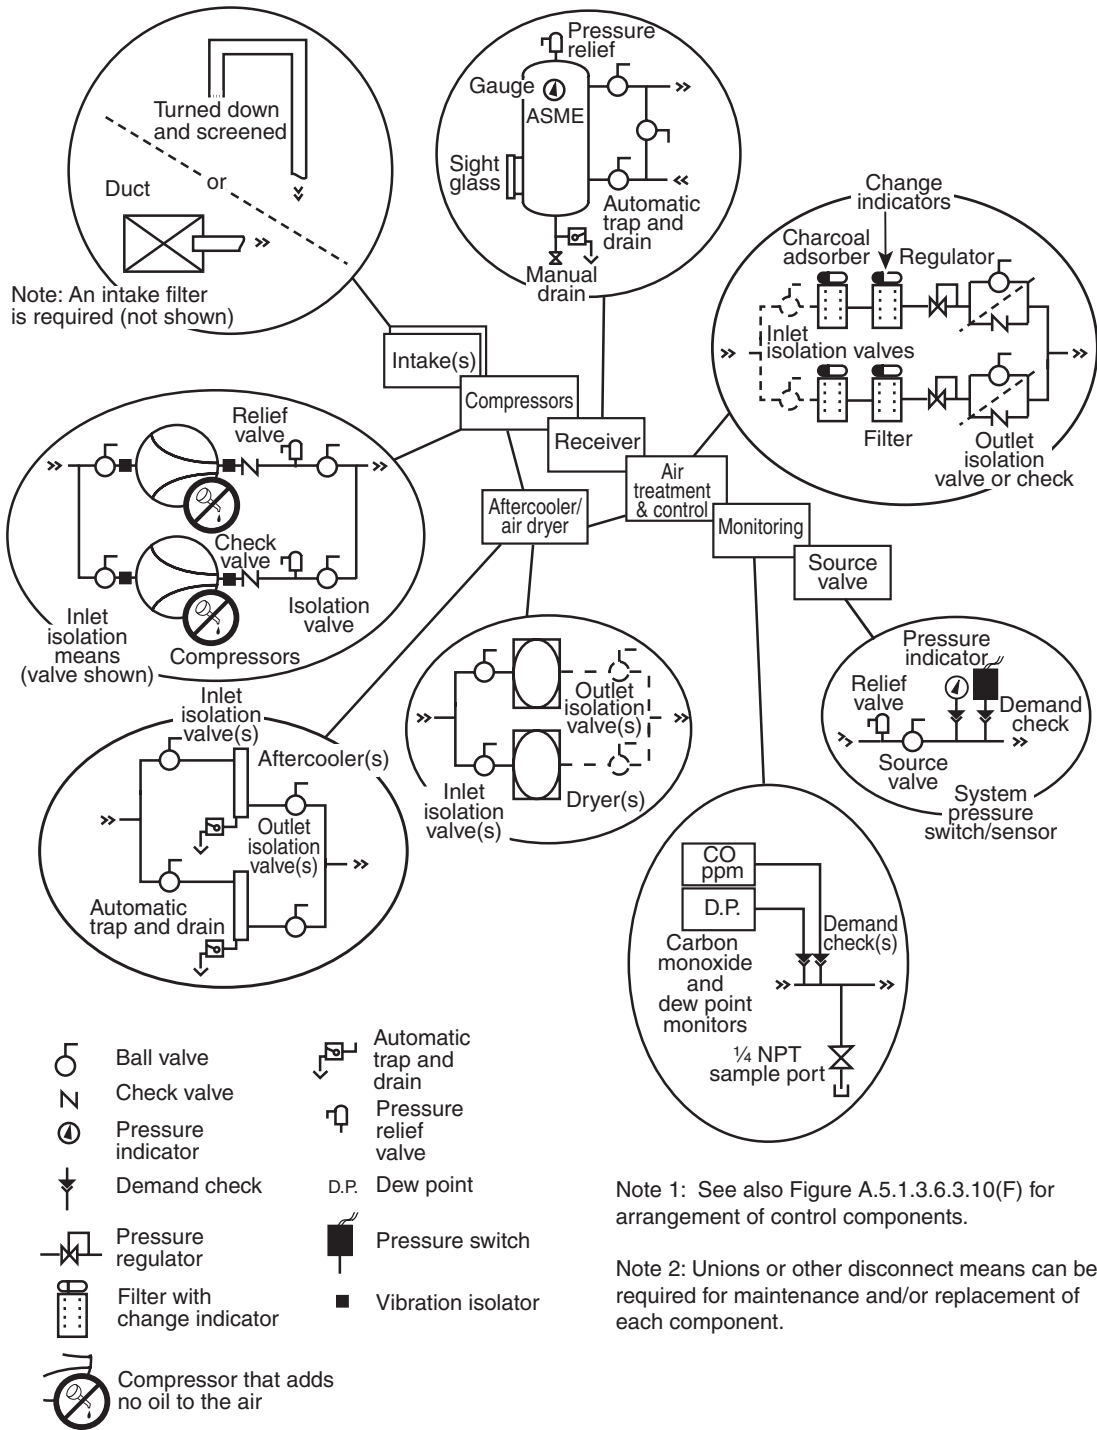 Turned down
and screened
or
Duct
Note: An intake filter
is required (not shown)
Pressure
relief
Gauge
ASME
Sight
glass
Automatic
trap and
drain
Manual
drain
Change
indicators
Charcoal
adsorber
Regulator
Inlet
isolation valves
Filter
Outlet
isolation
valve or check
Intake(s)
Compressors
Receiver
Air
treatment
& control
Aftercooler/
air dryer
Monitoring
Source
valve
Relief
valve
Check
valve
Inlet
isolation
means
(valve shown)
Isolation
valve
Compressors
Inlet
isolation
valve(s)
Aftercooler(s)
Outlet
isolation
valve(s)
Automatic
trap and drain
Outlet
isolation
valve(s)
Inlet
isolation
valve(s)
Dryer(s)
Pressure
indicator
Relief
valve
Demand
check
Source
valve
System
pressure
switch/sensor
CO
ppm
D.P.
Demand
check(s)
Carbon
monoxide
and
dew point
monitors
¼ NPT
sample port
Ball valve
Check valve
Pressure
indicator
Demand check
Pressure
regulator
Filter with
change indicator
Compressor that adds
no oil to the air
Automatic
trap and
drain
Pressure
relief
valve
D.P. Dew point
Pressure switch
Vibration isolator
Note 1: See also Figure A.5.1.3.6.3.10(F) for
arrangement of control components.
Note 2: Unions or other disconnect means can be
required for maintenance and/or replacement of
each component.